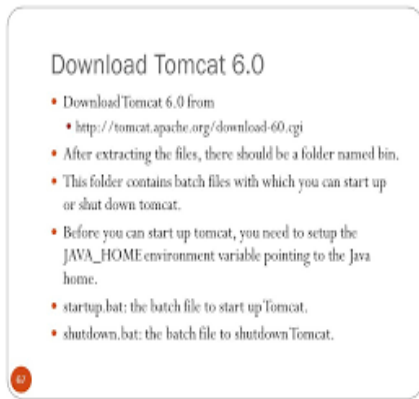 Download Tomcat 6.0
• Download Tomcat 6.0 from
• http://tomcat.apache.org/download-60.cgi
• After extracting the files, there should be a folder named bin.
• This folder contains batch files with which you can start up
or shut down tomcat.
• Before you can start up tomcat, you need to setup the
JAVA_HOME environment variable pointing to the Java
home.
• startup.bat: the batch file to start up Tomcat.
• shutdown.bat: the batch file to shutdown Tomcat.
67